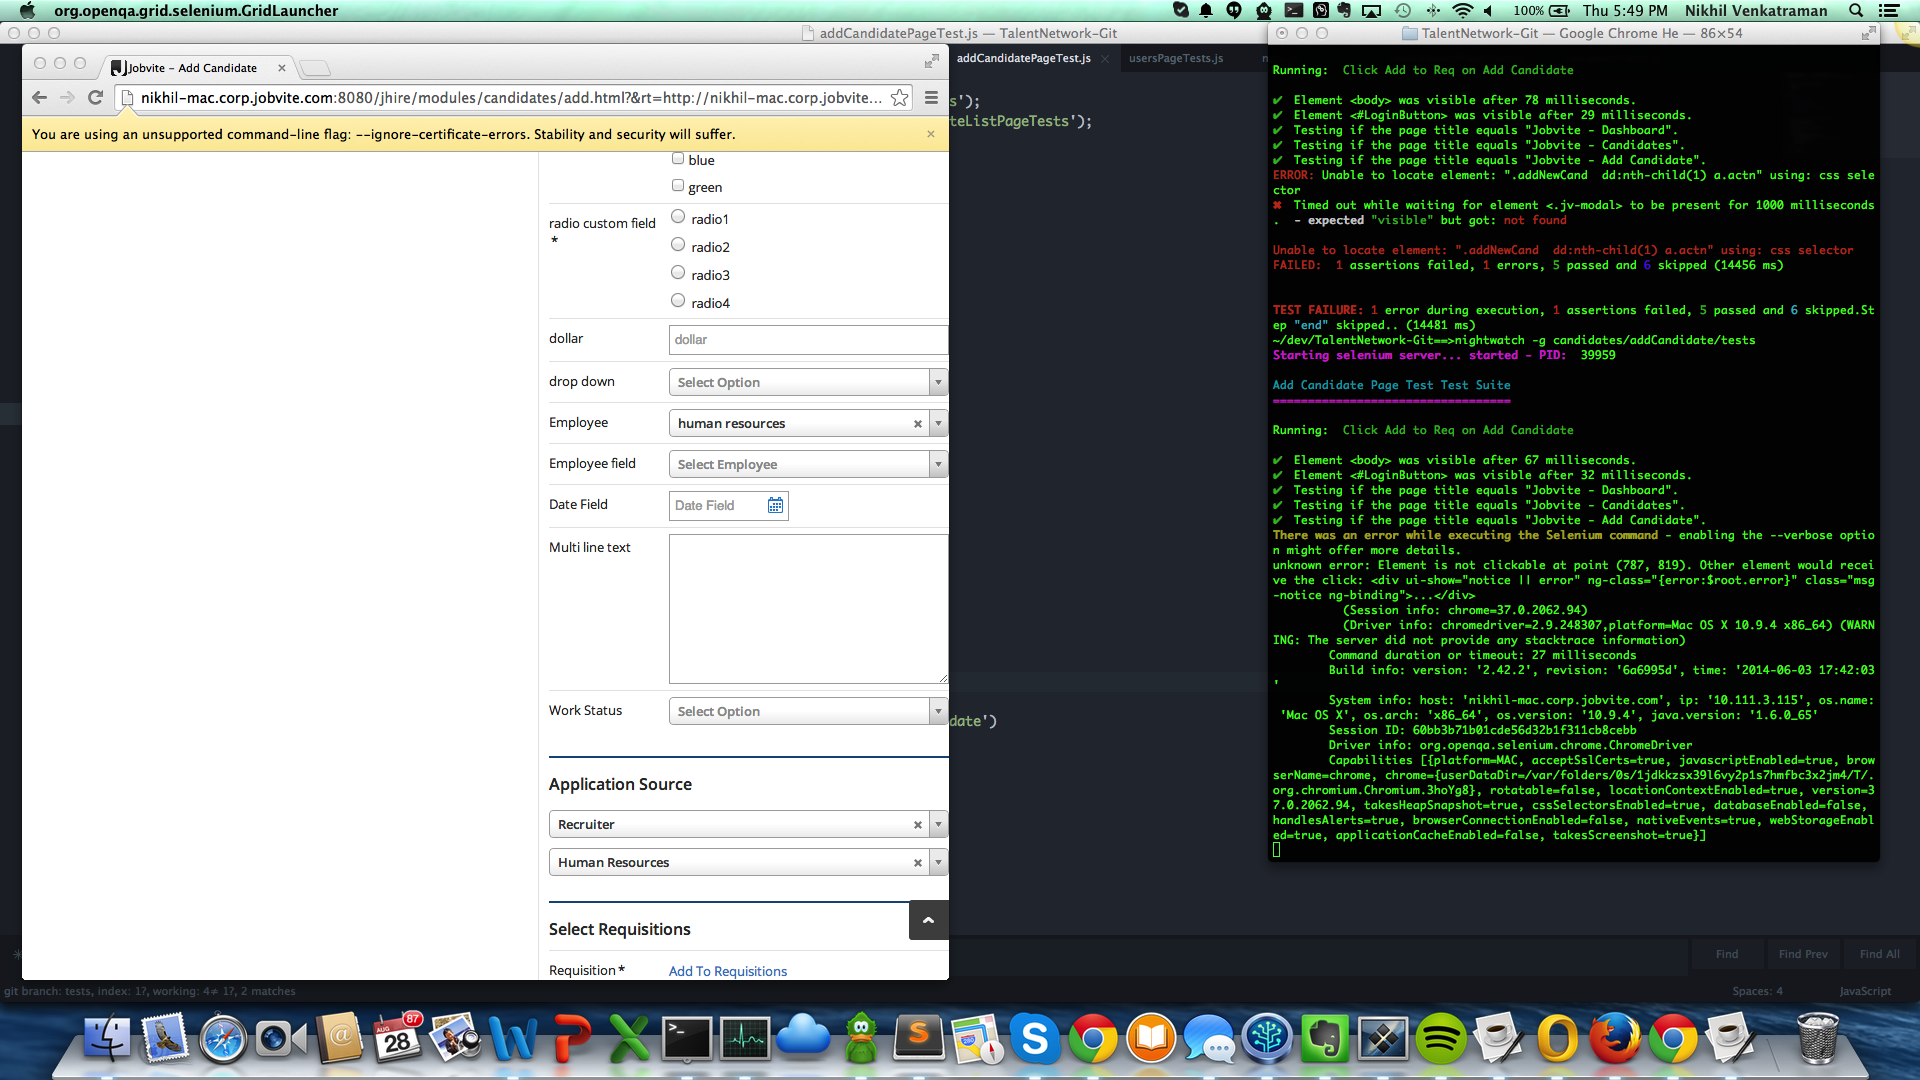 org.openqa.grid.selenium.GridLauncher
100%
Thu 5:49 PM
Nikhil Venkatraman
addCandidatePageTest.js — TalentNetwork-Git
TalentNetwork-Git — Google Chrome He — 86×54
Jobvite - Add Candidate
addCandidatePageTest.js
usersPageTests.js
nikhil-mac.corp.jobvite.com:8080/jhire/modules/candidates/add.html?&rt=http://nikhil-mac.corp.jobvite...
You are using an unsupported command-line flag: --ignore-certificate-errors. Stability and security will suffer.
s');
teListPageTests');
date')
blue
green
radio custom field
*
radio1
radio2
radio3
radio4
dollar
dollar
drop down
Select Option
Employee
human resources
Employee field
Select Employee
Date Field
Date Field
Multi line text
Work Status
Select Option
Application Source
Recruiter
Human Resources
Select Requisitions
Requisition *
Add To Requisitions
Running:  Click Add to Req on Add Candidate
✔ Element <body> was visible after 78 milliseconds.
✔ Element <#LoginButton> was visible after 29 milliseconds.
✔ Testing if the page title equals "Jobvite - Dashboard".
✔ Testing if the page title equals "Jobvite - Candidates".
✔ Testing if the page title equals "Jobvite - Add Candidate".
ERROR: Unable to locate element: ".addNewCand  dd:nth-child(1) a.actn" using: css sele
ctor
✖ Timed out while waiting for element <.jv-modal> to be present for 1000 milliseconds
.  - expected "visible" but got: not found
Unable to locate element: ".addNewCand  dd:nth-child(1) a.actn" using: css selector
FAILED:  1 assertions failed, 1 errors, 5 passed and 6 skipped (14456 ms)
TEST FAILURE: 1 error during execution, 1 assertions failed, 5 passed and 6 skipped.St
ep "end" skipped.. (14481 ms)
~/dev/TalentNetwork-Git==>nightwatch -g candidates/addCandidate/tests
Starting selenium server... started - PID:  39959
Add Candidate Page Test Test Suite
==================================
Running:  Click Add to Req on Add Candidate
✔ Element <body> was visible after 67 milliseconds.
✔ Element <#LoginButton> was visible after 32 milliseconds.
✔ Testing if the page title equals "Jobvite - Dashboard".
✔ Testing if the page title equals "Jobvite - Candidates".
✔ Testing if the page title equals "Jobvite - Add Candidate".
There was an error while executing the Selenium command - enabling the --verbose optio
n might offer more details.
unknown error: Element is not clickable at point (787, 819). Other element would recei
ve the click: <div ui-show="notice || error" ng-class="{error:$root.error}" class="msg
-notice ng-binding">...</div>
(Session info: chrome=37.0.2062.94)
(Driver info: chromedriver=2.9.248307,platform=Mac OS X 10.9.4 x86_64) (WARN
ING: The server did not provide any stacktrace information)
Command duration or timeout: 27 milliseconds
Build info: version: '2.42.2', revision: '6a6995d', time: '2014-06-03 17:42:03
'
System info: host: 'nikhil-mac.corp.jobvite.com', ip: '10.111.3.115', os.name:
'Mac OS X', os.arch: 'x86_64', os.version: '10.9.4', java.version: '1.6.0_65'
Session ID: 60bb3b71b01cde56d32b1f311cb8cebb
Driver info: org.openqa.selenium.chrome.ChromeDriver
Capabilities [{platform=MAC, acceptSslCerts=true, javascriptEnabled=true, brow
serName=chrome, chrome={userDataDir=/var/folders/0s/1jdkkzsx39l6vy2p1s7hmfbc3x2jm4/T/.
org.chromium.Chromium.3hoYg8}, rotatable=false, locationContextEnabled=true, version=3
7.0.2062.94, takesHeapSnapshot=true, cssSelectorsEnabled=true, databaseEnabled=false,
handlesAlerts=true, browserConnectionEnabled=false, nativeEvents=true, webStorageEnabl
ed=true, applicationCacheEnabled=false, takesScreenshot=true}]
Find
Find Prev
Find All
git branch: tests, index: 1?, working: 4≠ 1?, 2 matches
Spaces: 4
JavaScript
AUG
28
87